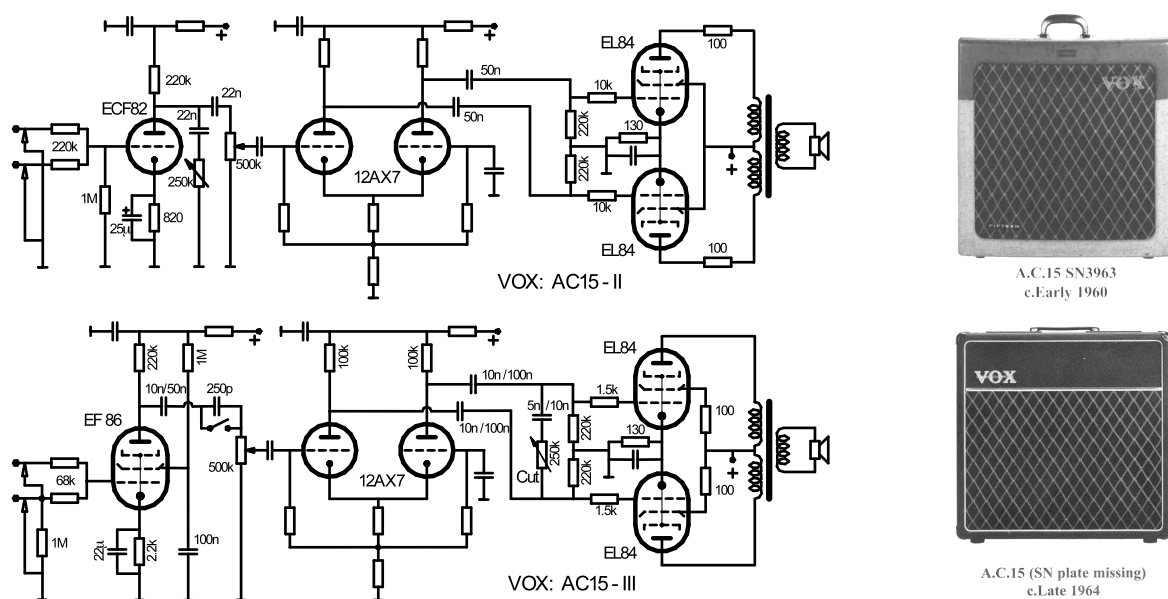 +
220k
ECF82
22n
22n
220k
1M
250k
25µ
820
500k
12AX7
50n
50n
EL84
100
10k
220k
130
220k
10k
+
EL84
100
VOX: AC15 - II
VOX
FIFTEEN
A.C.15 SN3963
c.Early 1960
+
220k
1M
10n/50n
250p
EF 86
500k
68k
1M
22µ
2.2k
100n
100k
100k
12AX7
10n /100n
10n /100n
5n /10n
250k
Cut
EL84
1.5k
220k
130
220k
1.5k
100
+
100
EL84
VOX: AC15 - III
VOX
A.C.15 (SN plate missing)
c.Late 1964